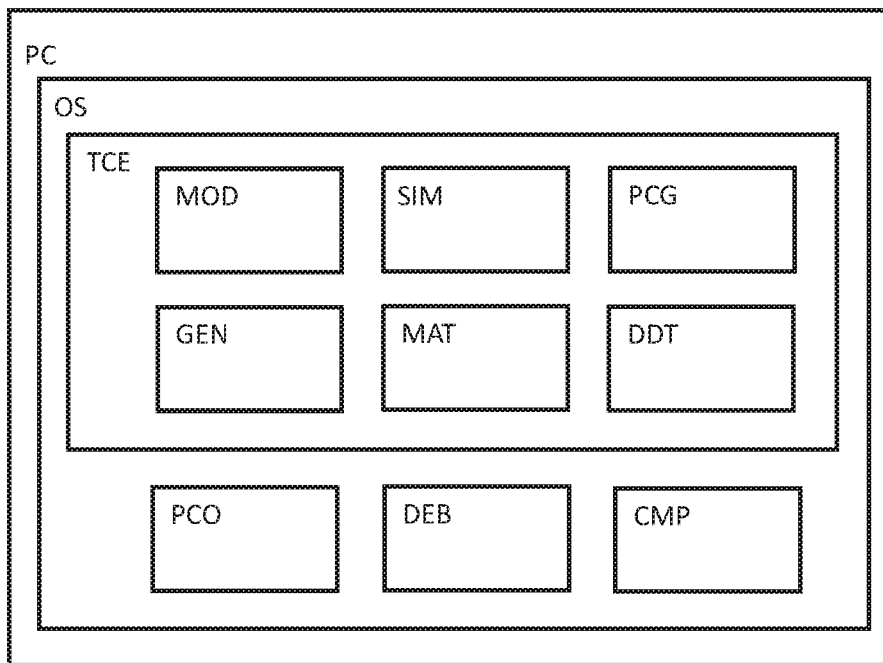 PC
OS
TCE
MOD
SIM
PCG
GEN
MAT
DDT
PCO
DEB
CMP